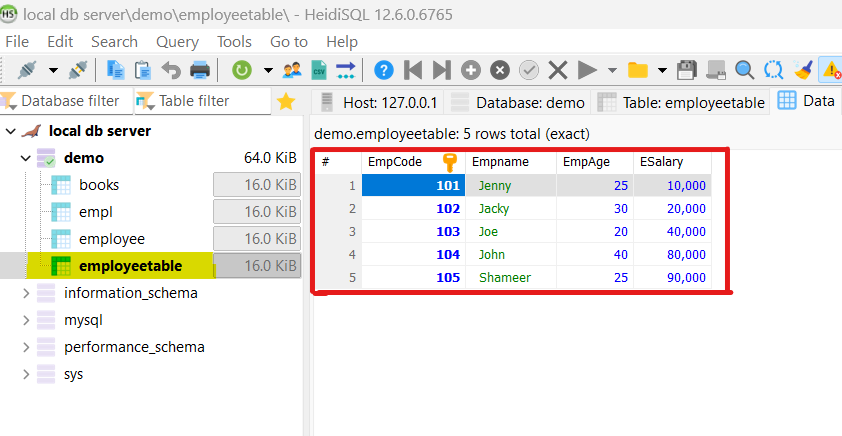 HS local db server\demo\employeetable\ - HeidiSQL 12.6.0.6765
File Edit Search Query Tools Go to Help
Database filter Table filter Host: 127.0.0.1 Database: demo Table: employeetable Data
local db server
demo 64.0 KiB
books 16.0 KiB
empl 16.0 KiB
employee 16.0 KiB
employeetable 16.0 KiB
information_schema
mysql
performance_schema
sys
demo.employeetable: 5 rows total (exact)
# EmpCode Empname EmpAge ESalary
1 101 Jenny 25 10,000
2 102 Jacky 30 20,000
3 103 Joe 20 40,000
4 104 John 40 80,000
5 105 Shameer 25 90,000